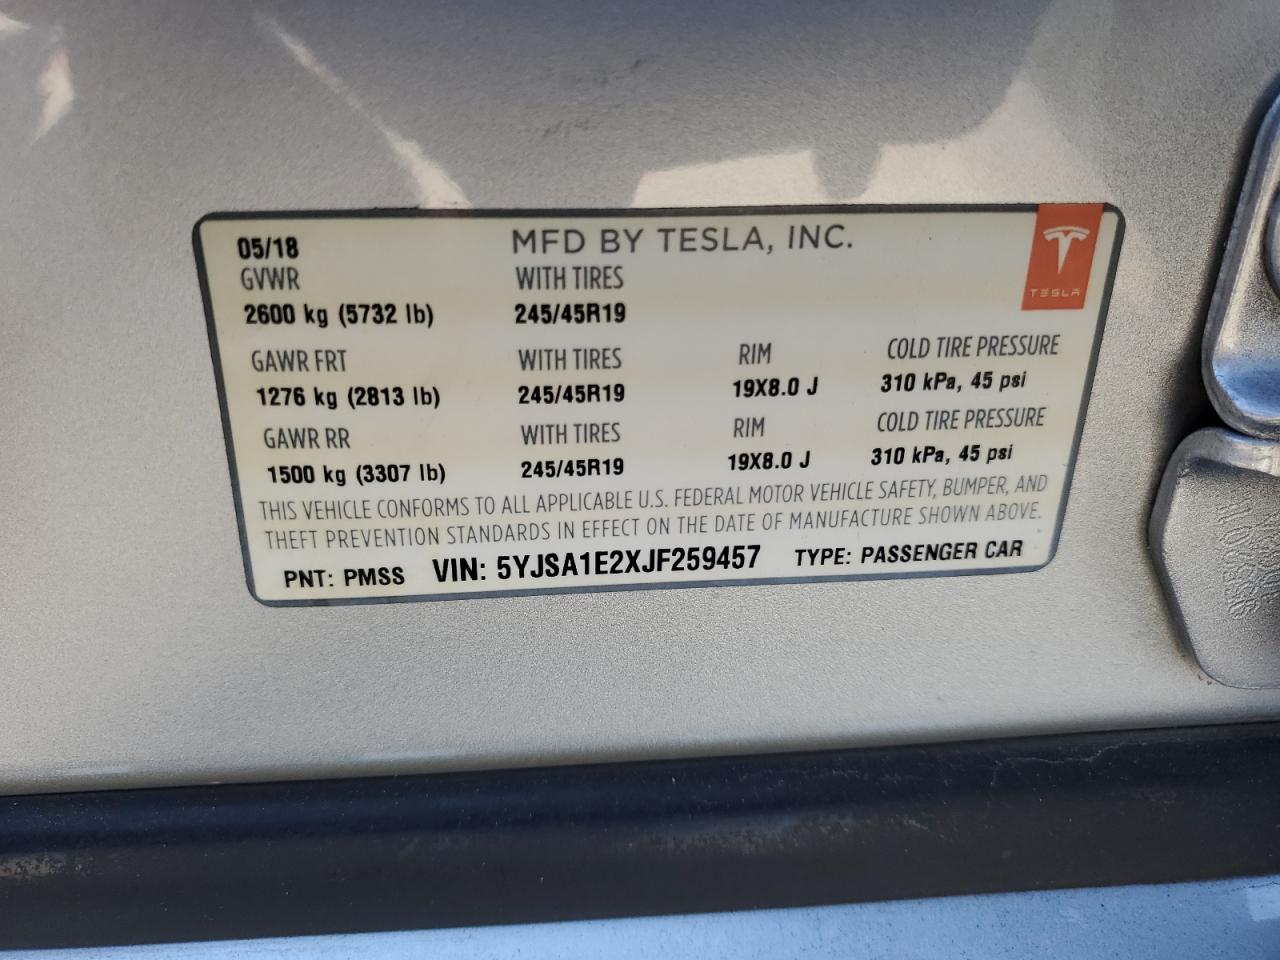 05/18 MFD BY TESLA, INC.
GVWR WITH TIRES
2600 kg (5732 lb) 245/45R19
TESLA
GAWR FRT WITH TIRES RIM COLD TIRE PRESSURE
1276 kg (2813 lb) 245/45R19 19X8.0 J 310 kPa, 45 psi
GAWR RR WITH TIRES RIM COLD TIRE PRESSURE
1500 kg (3307 lb) 245/45R19 19X8.0 J 310 kPa, 45 psi
THIS VEHICLE CONFORMS TO ALL APPLICABLE U.S. FEDERAL MOTOR VEHICLE SAFETY, BUMPER, AND
THEFT PREVENTION STANDARDS IN EFFECT ON THE DATE OF MANUFACTURE SHOWN ABOVE.
PNT: PMSS VIN: 5YJSA1E2XJF259457 TYPE: PASSENGER CAR